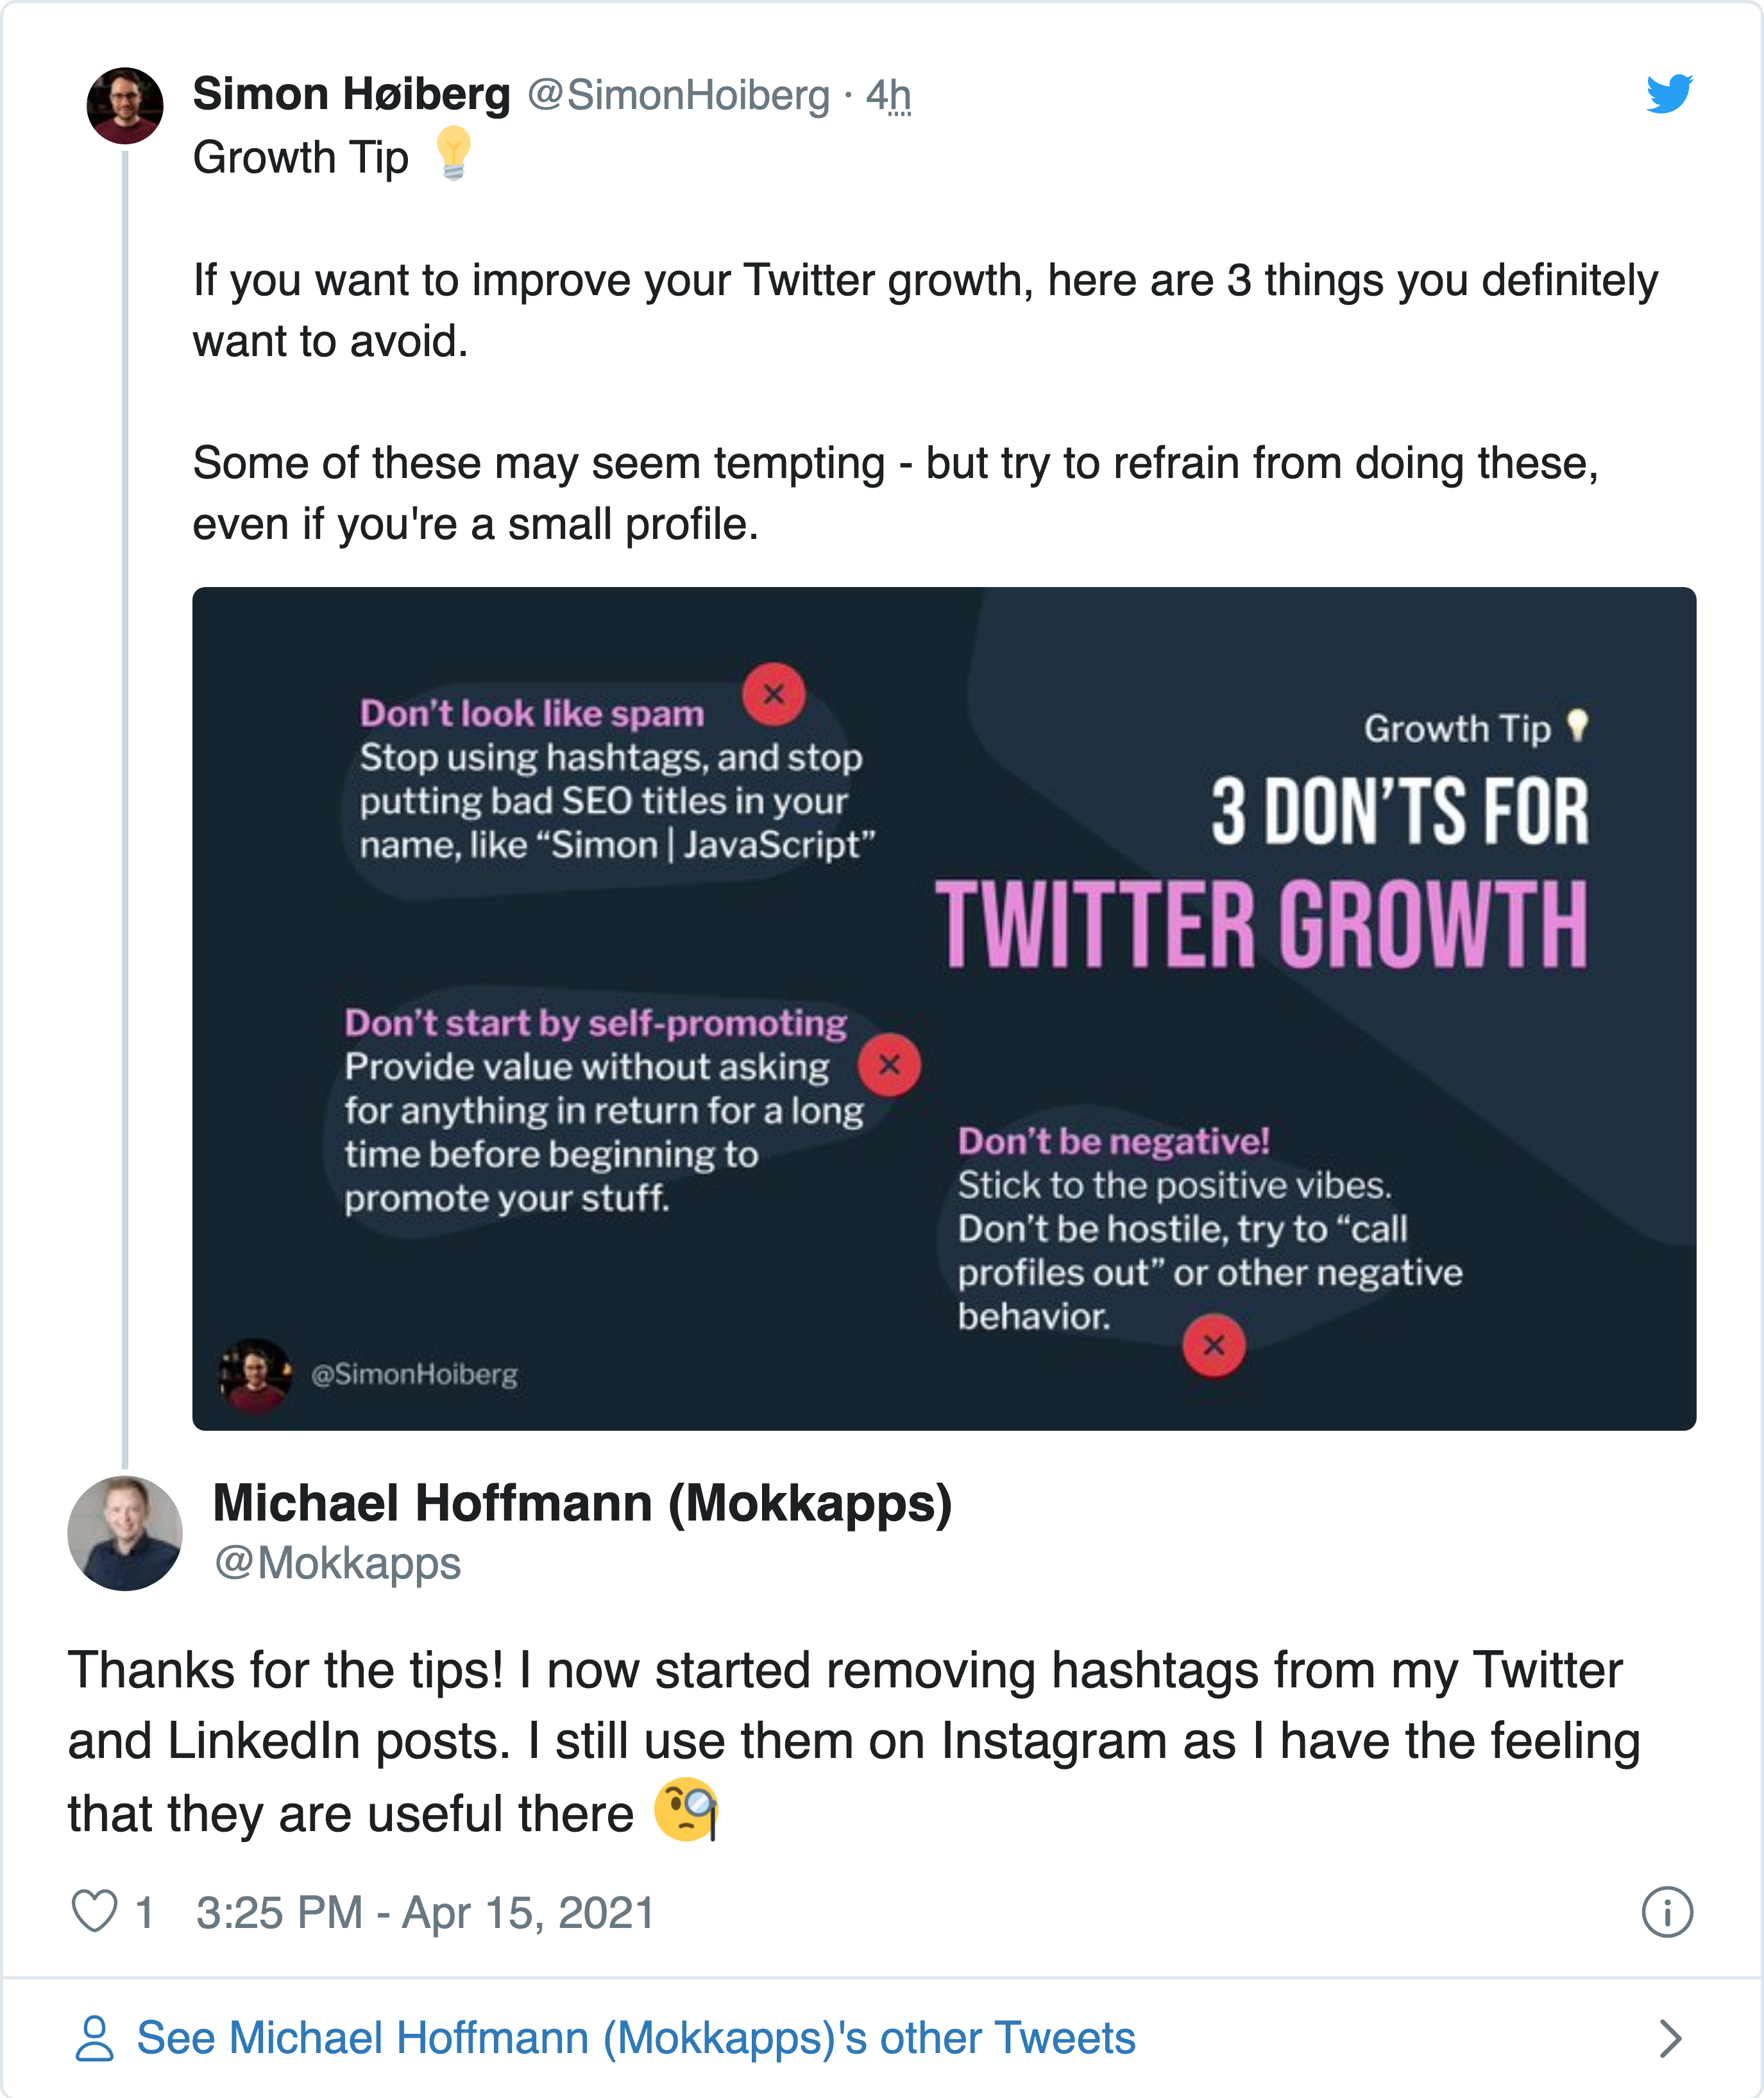 Simon Høiberg @SimonHoiberg · 4h
Growth Tip 💡
If you want to improve your Twitter growth, here are 3 things you definitely
want to avoid.
Some of these may seem tempting - but try to refrain from doing these,
even if you're a small profile.
Growth Tip 💡
3 DON'TS FOR
TWITTER GROWTH
Don't look like spam
Stop using hashtags, and stop
putting bad SEO titles in your
name, like “Simon | JavaScript”
Don't start by self-promoting
Provide value without asking
for anything in return for a long
time before beginning to
promote your stuff.
Don't be negative!
Stick to the positive vibes.
Don't be hostile, try to “call
profiles out” or other negative
behavior.
@SimonHoiberg
Michael Hoffmann (Mokkapps)
@Mokkapps
Thanks for the tips! I now started removing hashtags from my Twitter
and LinkedIn posts. I still use them on Instagram as I have the feeling
that they are useful there 🧐
1 3:25 PM - Apr 15, 2021
See Michael Hoffmann (Mokkapps)'s other Tweets